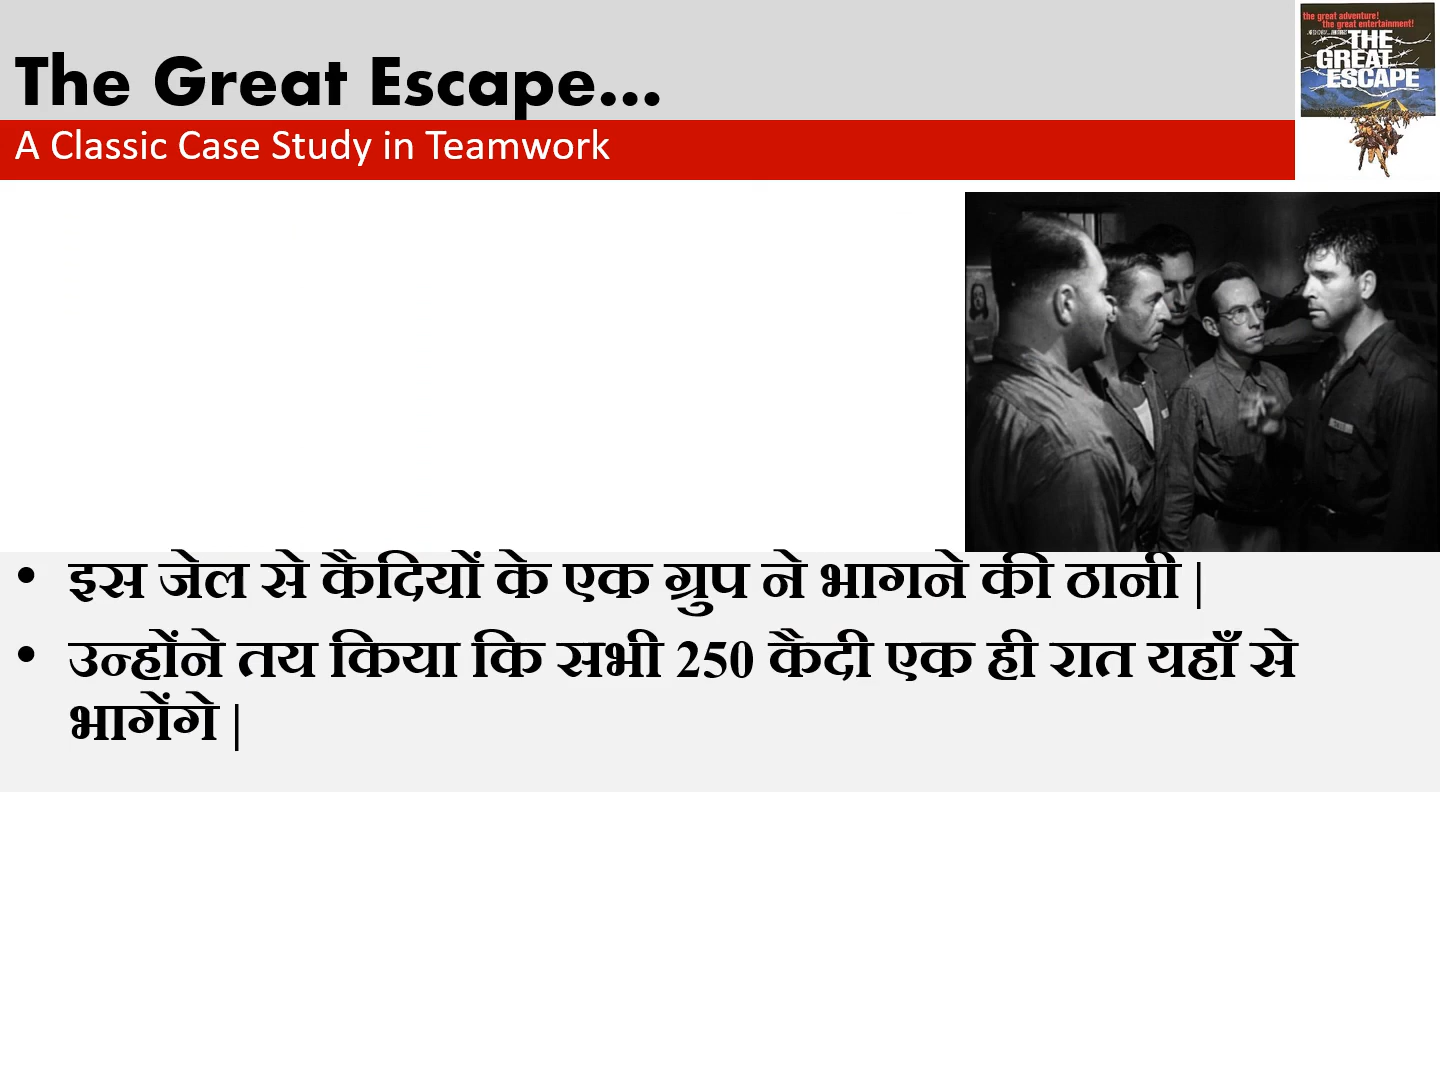 The Great Escape...
A Classic Case Study in Teamwork
the great adventure!
the great entertainment!
THE
GREAT
ESCAPE
• इस जेल से कैदियों के एक ग्रुप ने भागने की ठानी |
• उन्होंने तय किया कि सभी 250 कैदी एक ही रात यहाँ से
भागेंगे |